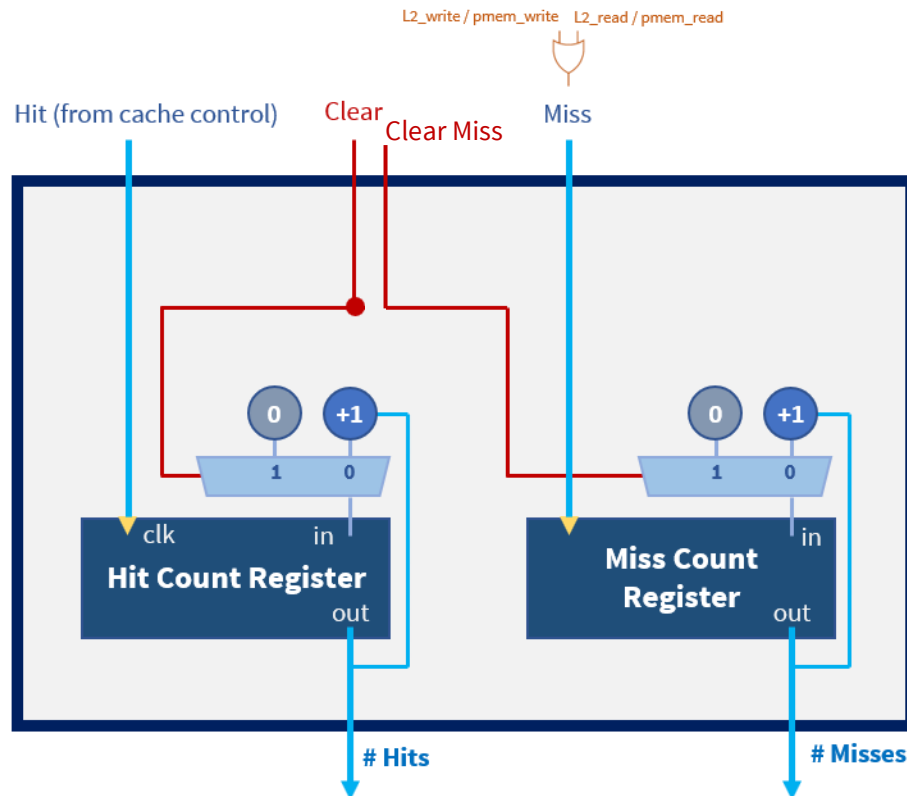 L2_write / pmem_write
L2_read / pmem_read
Hit (from cache control)
Clear
Clear Miss
Miss
0
+1
0
+1
1
0
1
0
clk
in
Hit Count Register
out
in
Miss Count
Register
out
# Hits
# Misses